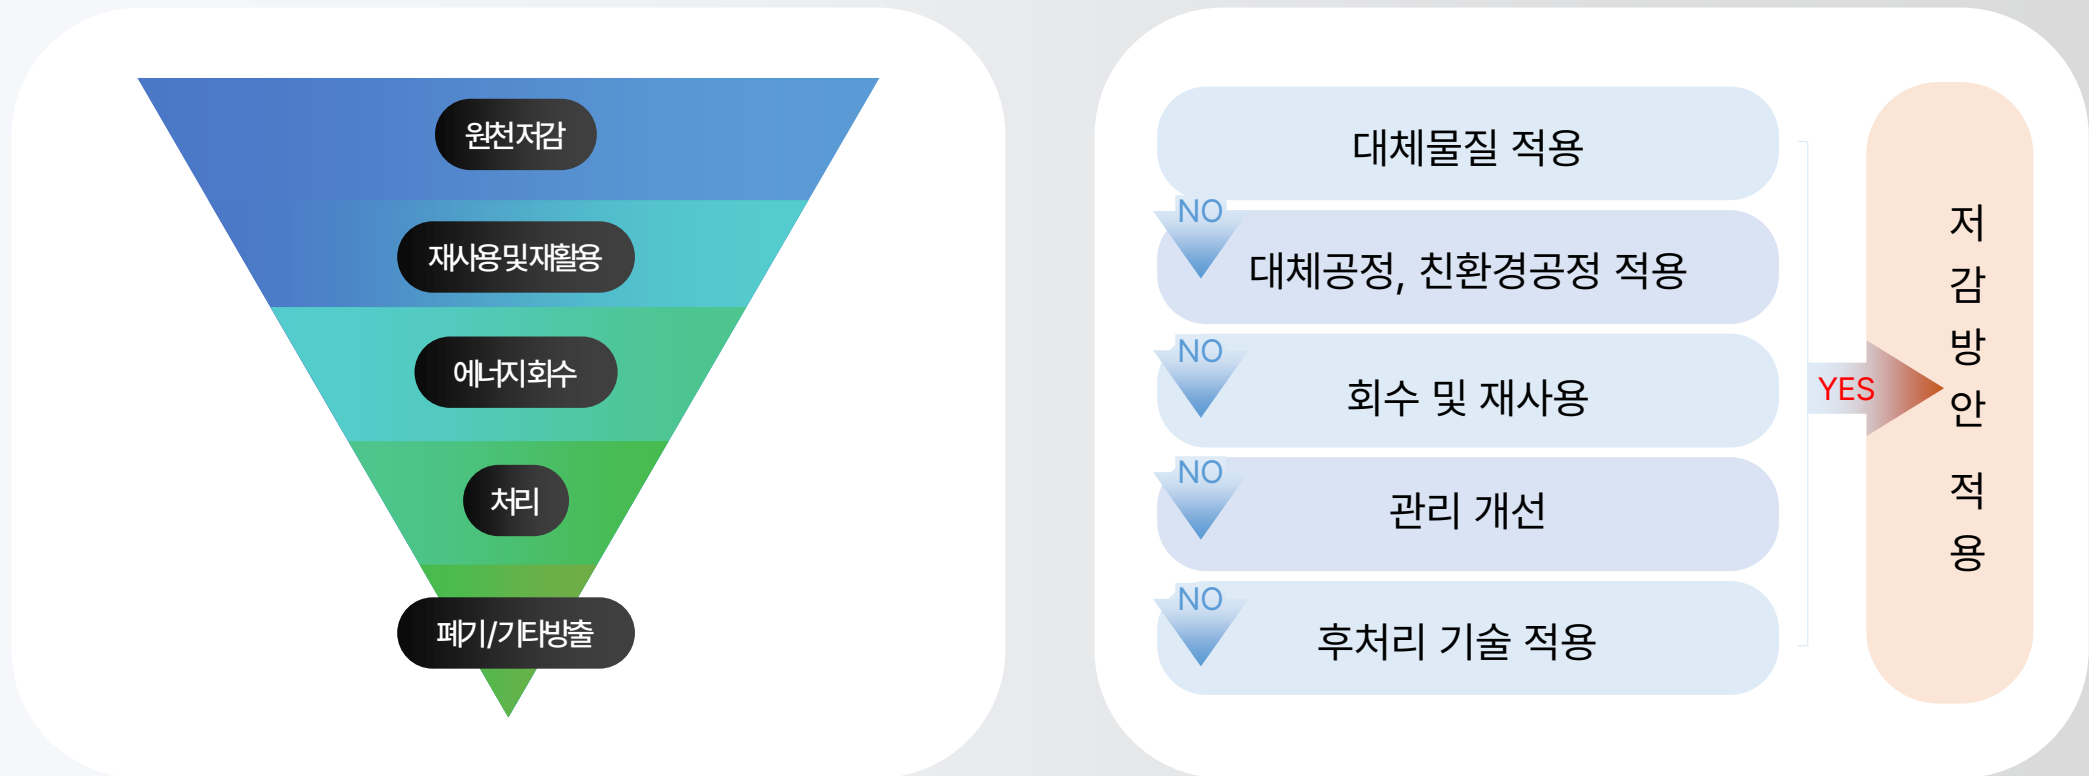 원천 저감
재사용 및 재활용
에너지 회수
처리
폐기 / 기타방출
대체물질 적용
NO
대체공정, 친환경공정 적용
NO
회수 및 재사용
NO
관리 개선
NO
후처리 기술 적용
YES
저감방안 적용